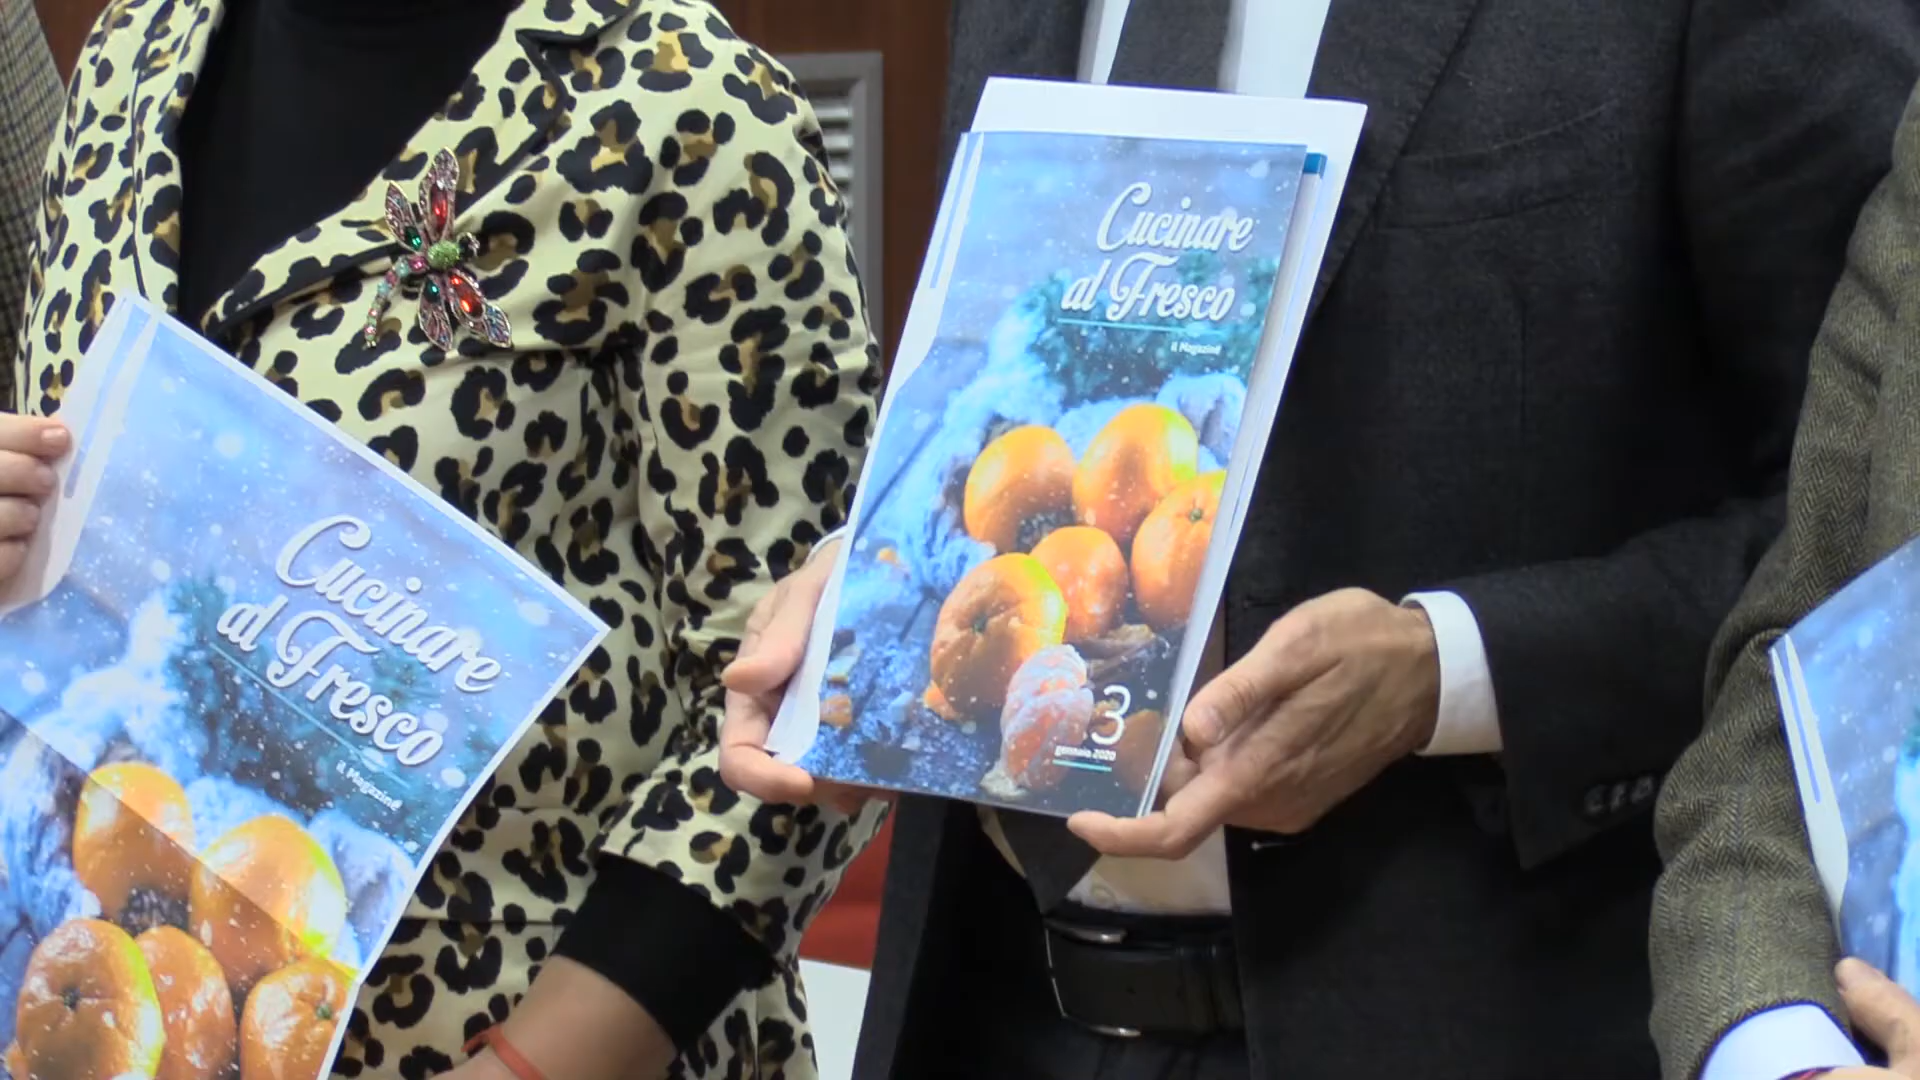 Cucinare
al Fresco
il Magazine
Cucinare
al Fresco
il Magazine
3
gennaio 2020